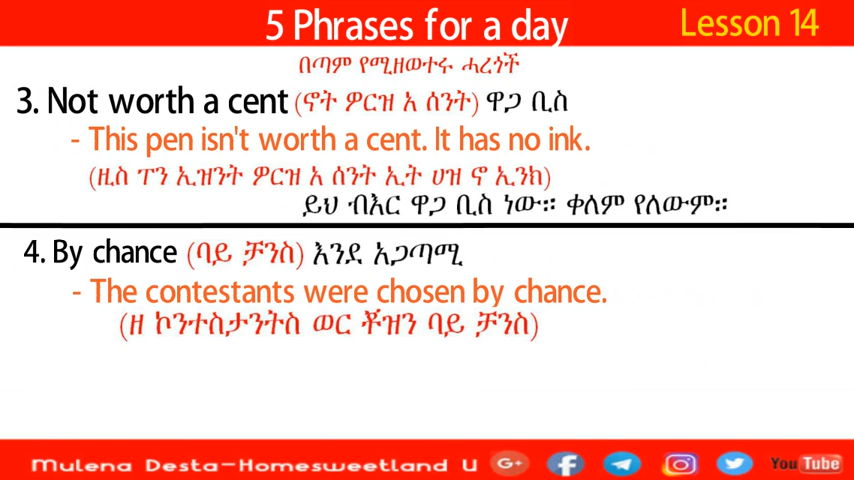 5 Phrases for a day
Lesson 14
በጣም የሚዘወተሩ ሓረጎች
3. Not worth a cent (ኖት ዎርዝ አ ሰንት) ዋጋ ቢስ
- This pen isn't worth a cent. It has no ink.
(ዚስ ፐን ኢዝንት ዎርዝ አ ሰንት ኢት ሀዝ ኖ ኢንክ)
ይህ ብእር ዋጋ ቢስ ነው። ቀለም የለውም።
4. By chance (ባይ ቻንስ) እንደ አጋጣሚ
- The contestants were chosen by chance.
(ዘ ኮንተስታንትስ ወር ቾዝን ባይ ቻንስ)
Mulena Desta-Homesweetland U G+ You Tube